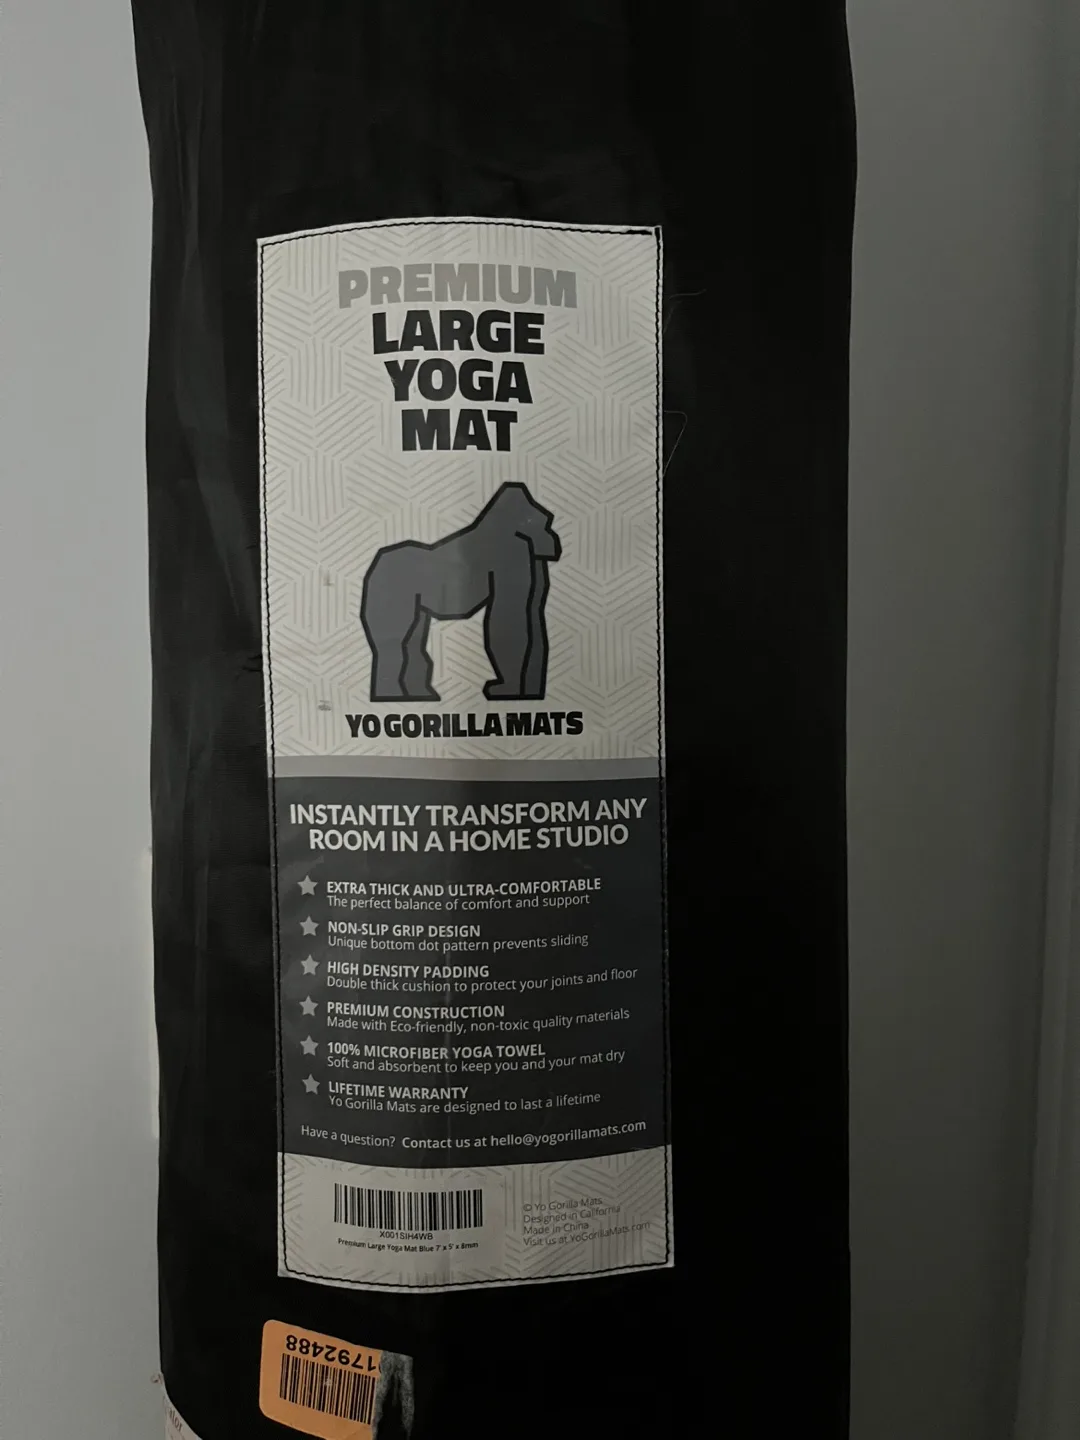 PREMIUM
LARGE
YOGA
MAT
YO GORILLA MATS
INSTANTLY TRANSFORM ANY
ROOM IN A HOME STUDIO
EXTRA THICK AND ULTRA-COMFORTABLE
The perfect balance of comfort and support
NON-SLIP GRIP DESIGN
Unique bottom dot pattern prevents sliding
HIGH DENSITY PADDING
Double thick cushion to protect your joints and floor
PREMIUM CONSTRUCTION
Made with Eco-friendly, non-toxic quality materials
100% MICROFIBER YOGA TOWEL
Soft and absorbent to keep you and your mat dry
LIFETIME WARRANTY
Yo Gorilla Mats are designed to last a lifetime
Have a question? Contact us at hello@yogorillamats.com
X001SIH4WB
Premium Large Yoga Mat Blue 7' x 5' x 8mm
© Yo Gorilla Mats
Designed in California
Made in China
Visit us at YoGorillaMats.com
1792488